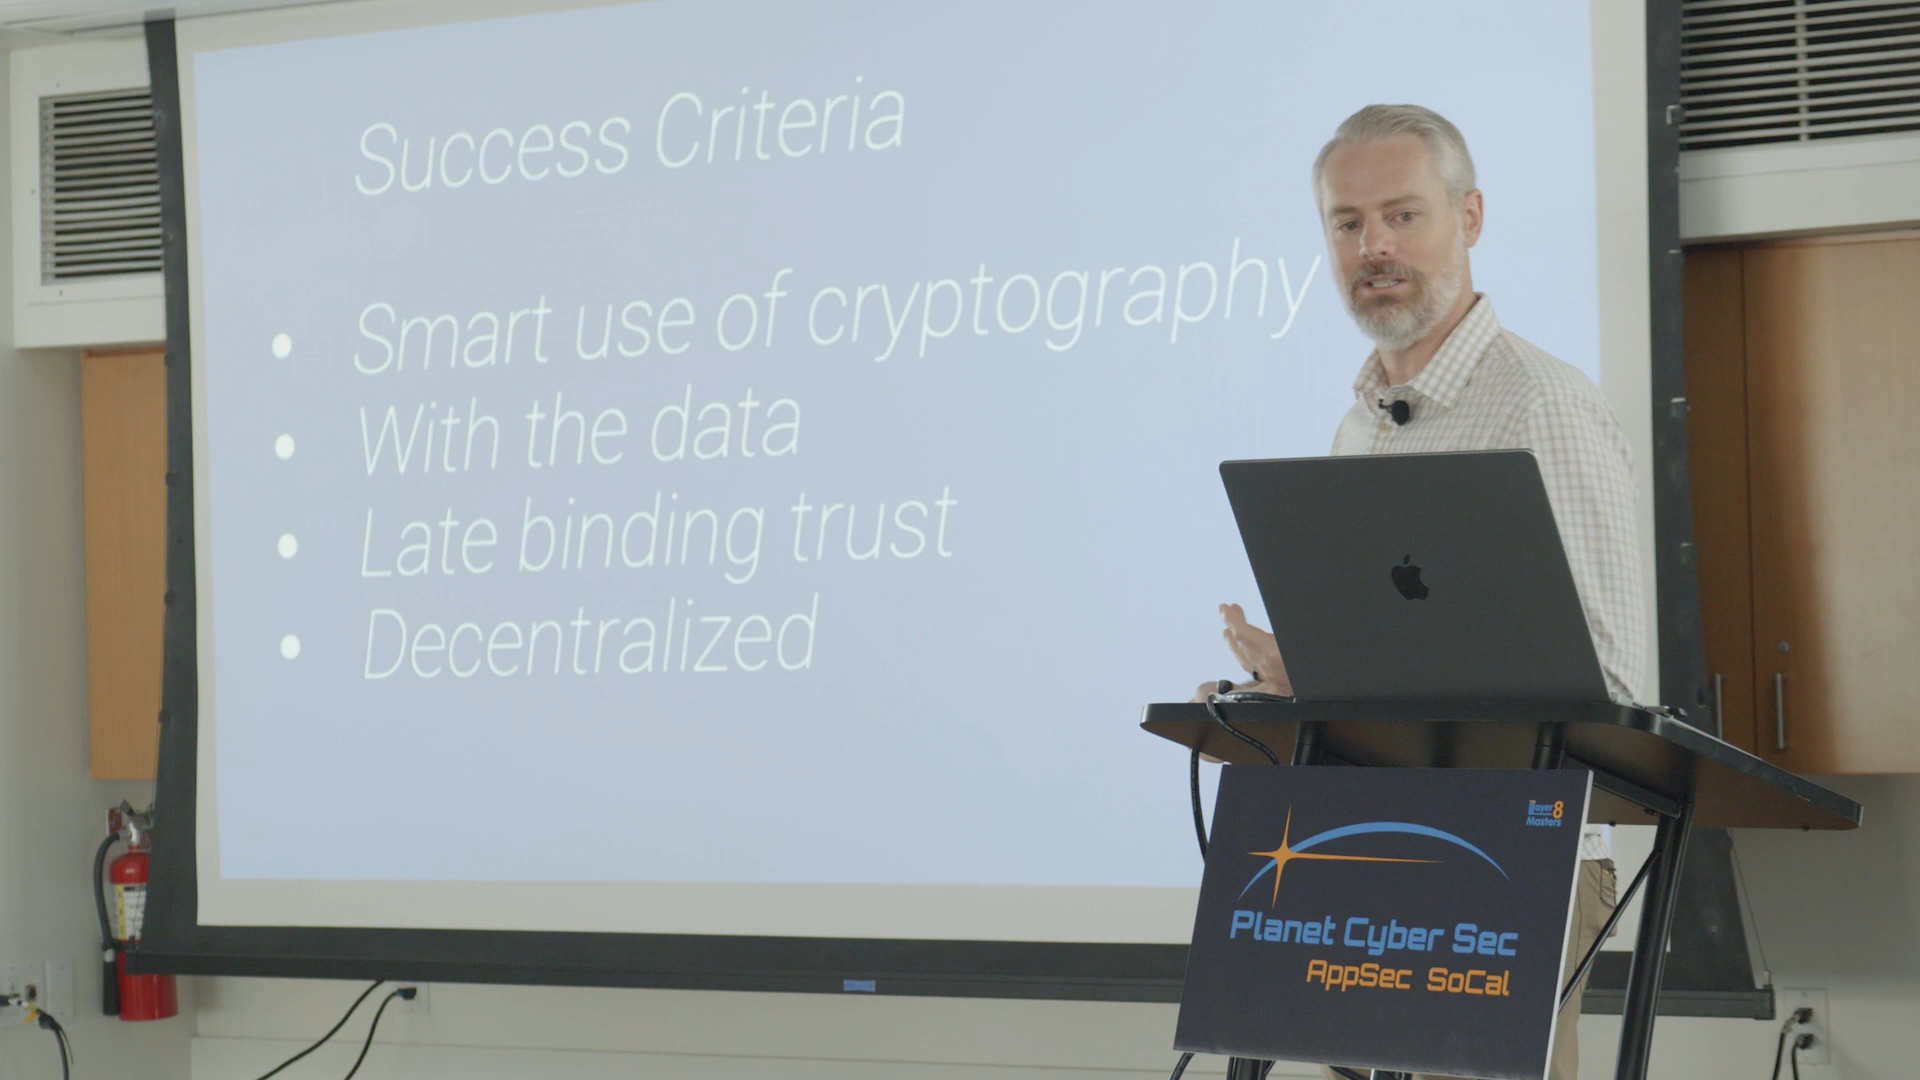 Success Criteria
Smart use of cryptography
With the data
Late binding trust
Decentralized
Layer 8
Masters
Planet Cyber Sec
AppSec SoCal